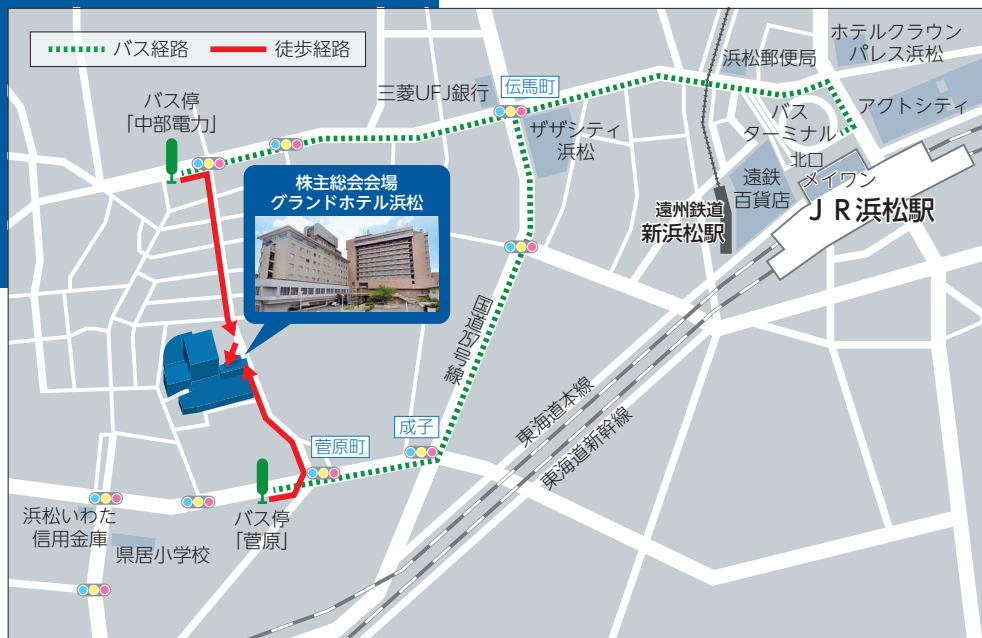 バス経路
徒歩経路
ホテルクラウン
パレス浜松
浜松郵便局
三菱UFJ銀行
伝馬町
バス停
「中部電力」
アクトシティ
バス
ターミナル
ザザシティ
浜松
北口
メイワン
遠鉄
百貨店
JR浜松駅
遠州鉄道
新浜松駅
株主総会会場
グランドホテル浜松
国道257号線
東海道本線
東海道新幹線
成子
菅原町
バス停
「菅原」
浜松いわた
信用金庫
県居小学校